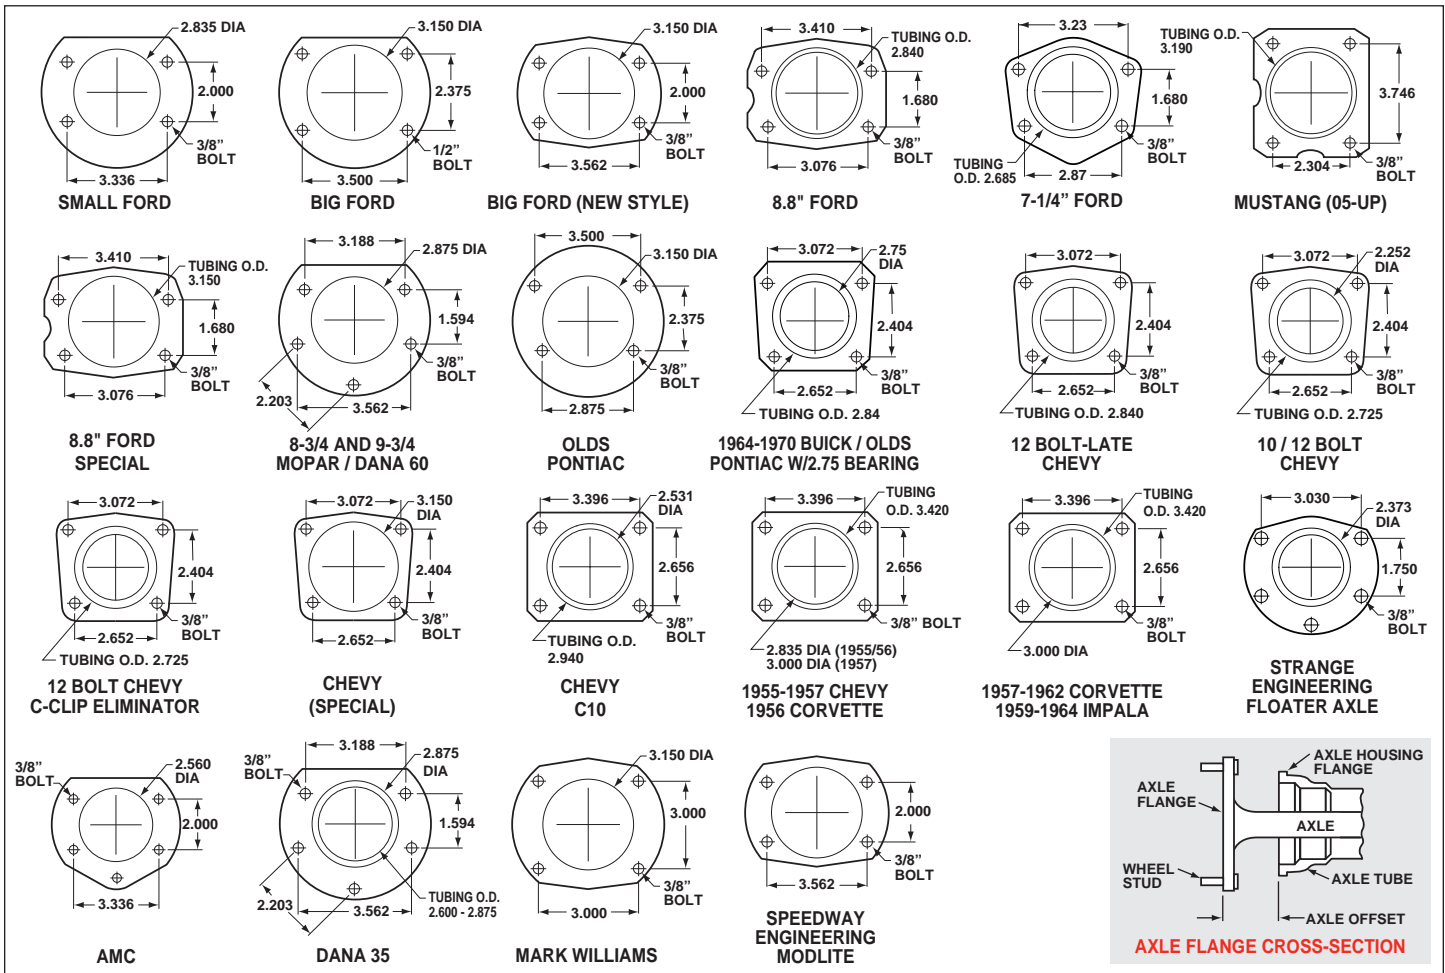 2.835 DIA
2.000
3/8”
BOLT
3.336
SMALL FORD
3.150 DIA
2.375
1/2”
BOLT
3.500
BIG FORD
3.150 DIA
2.000
3/8”
BOLT
3.562
BIG FORD (NEW STYLE)
3.410
TUBING O.D.
2.840
1.680
3/8”
BOLT
3.076
8.8" FORD
3.23
1.680
3/8”
BOLT
TUBING
O.D. 2.685
2.87
7-1/4” FORD
TUBING O.D.
3.190
3.746
3/8”
BOLT
2.304
MUSTANG (05-UP)
3.410
TUBING O.D.
3.150
1.680
3/8”
BOLT
3.076
8.8" FORD
SPECIAL
3.188
2.875 DIA
1.594
3/8”
BOLT
2.203
3.562
8-3/4 AND 9-3/4
MOPAR / DANA 60
3.500
3.150 DIA
2.375
3/8”
BOLT
2.875
OLDS
PONTIAC
3.072
2.75
DIA
2.404
3/8”
BOLT
2.652
TUBING O.D. 2.84
1964-1970 BUICK / OLDS
PONTIAC W/2.75 BEARING
3.072
2.404
3/8”
BOLT
2.652
TUBING O.D. 2.840
12 BOLT-LATE
CHEVY
3.072
2.252
DIA
2.404
3/8”
BOLT
2.652
TUBING O.D. 2.725
10 / 12 BOLT
CHEVY
3.072
2.404
3/8”
BOLT
2.652
TUBING O.D. 2.725
12 BOLT CHEVY
C-CLIP ELIMINATOR
3.072
3.150
DIA
2.404
3/8”
BOLT
2.652
CHEVY
(SPECIAL)
3.396
2.531
DIA
2.656
3/8”
BOLT
TUBING O.D.
2.940
CHEVY
C10
3.396
TUBING
O.D. 3.420
2.656
3/8” BOLT
2.835 DIA (1955/56)
3.000 DIA (1957)
1955-1957 CHEVY
1956 CORVETTE
3.396
TUBING
O.D. 3.420
2.656
3/8”
BOLT
3.000 DIA
1957-1962 CORVETTE
1959-1964 IMPALA
3.030
2.373
DIA
1.750
3/8”
BOLT
STRANGE
ENGINEERING
FLOATER AXLE
3/8”
BOLT
2.560
DIA
2.000
3.336
AMC
3/8”
BOLT
3.188
2.875
DIA
1.594
2.203
3.562
TUBING O.D.
2.600 - 2.875
DANA 35
3.150 DIA
3.000
3/8”
BOLT
3.000
MARK WILLIAMS
2.000
3/8”
BOLT
3.562
SPEEDWAY
ENGINEERING
MODLITE
AXLE HOUSING
FLANGE
AXLE
FLANGE
AXLE
WHEEL
STUD
AXLE TUBE
AXLE OFFSET
AXLE FLANGE CROSS-SECTION